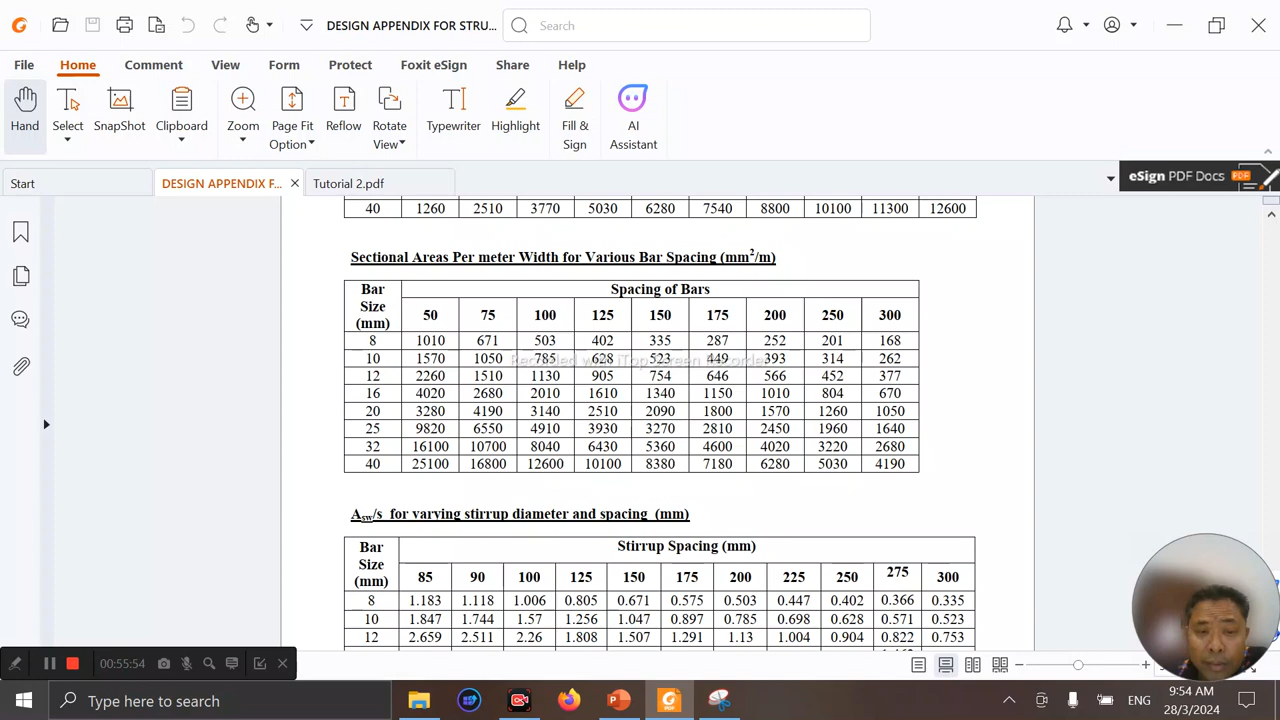 DESIGN APPENDIX FOR STRU...
Search
File Home Comment View Form Protect Foxit eSign Share Help
Hand
Select
SnapShot
Clipboard
Zoom
Page Fit
Option
Reflow
Rotate
View
Typewriter
Highlight
Fill &
Sign
AI
Assistant
Start
DESIGN APPENDIX F...
Tutorial 2.pdf
eSign PDF Docs PDF
40 1260 2510 3770 5030 6280 7540 8800 10100 11300 12600
Sectional Areas Per meter Width for Various Bar Spacing (mm²/m)
Bar
Size
(mm)
Spacing of Bars
50 75 100 125 150 175 200 250 300
8 1010 671 503 402 335 287 252 201 168
10 1570 1050 785 628 523 449 393 314 262
Recorded with iTop Screen Recorder
12 2260 1510 1130 905 754 646 566 452 377
16 4020 2680 2010 1610 1340 1150 1010 804 670
20 3280 4190 3140 2510 2090 1800 1570 1260 1050
25 9820 6550 4910 3930 3270 2810 2450 1960 1640
32 16100 10700 8040 6430 5360 4600 4020 3220 2680
40 25100 16800 12600 10100 8380 7180 6280 5030 4190
Asw/s for varying stirrup diameter and spacing (mm)
Bar
Size
(mm)
Stirrup Spacing (mm)
85 90 100 125 150 175 200 225 250 275 300
8 1.183 1.118 1.006 0.805 0.671 0.575 0.503 0.447 0.402 0.366 0.335
10 1.847 1.744 1.57 1.256 1.047 0.897 0.785 0.698 0.628 0.571 0.523
12 2.659 2.511 2.26 1.808 1.507 1.291 1.13 1.004 0.904 0.822 0.753
00:55:54
Type here to search
ENG
9:54 AM
28/3/2024